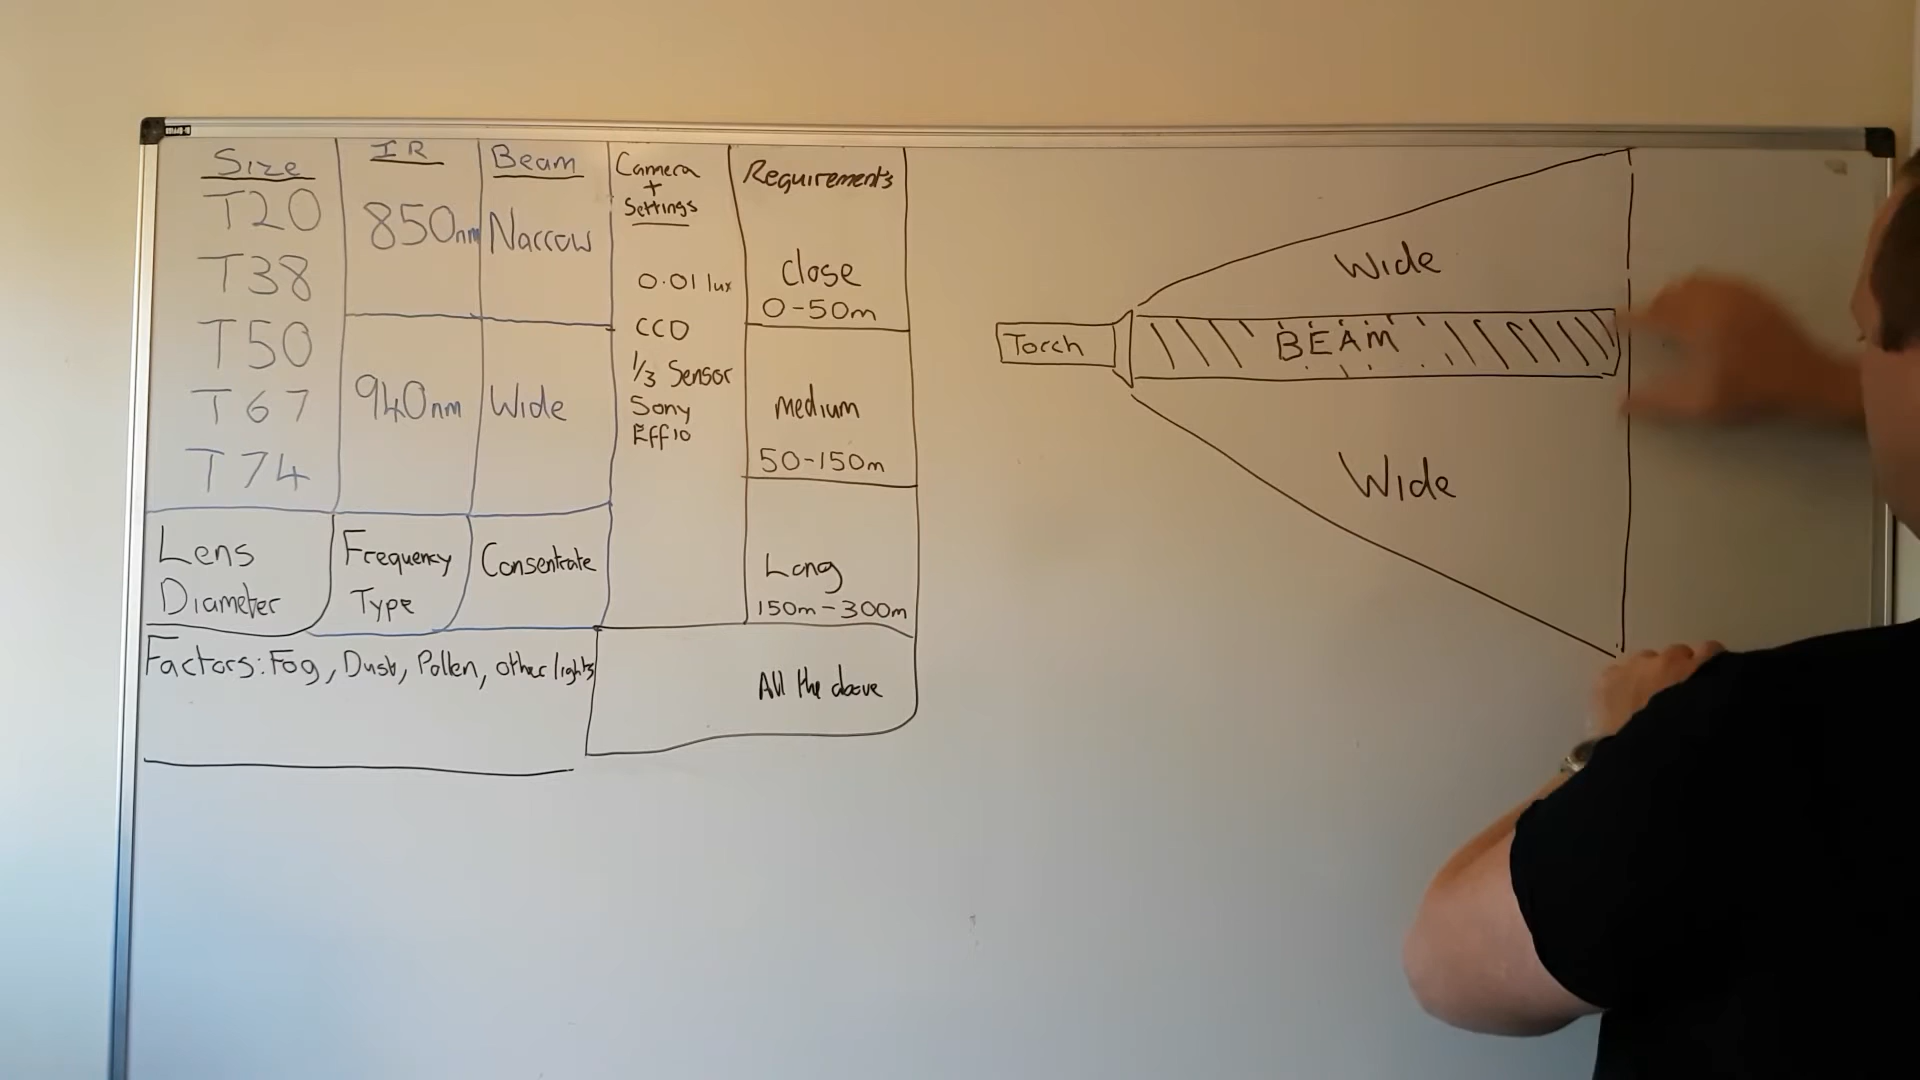 Size
T20
T38
T50
T67
T74
Lens
Diameter
IR
850nm
940nm
Frequency
Type
Beam
Narrow
Wide
Consentrate
Camera
+
Settings
0.01 lux
CCD
1/3 Sensor
Sony
Eff10
Requirements
Close
0-50m
Medium
50-150m
Long
150m-300m
Factors: Fog, Dust, Pollen, other lights
All the above
Torch
Wide
BEAM
Wide